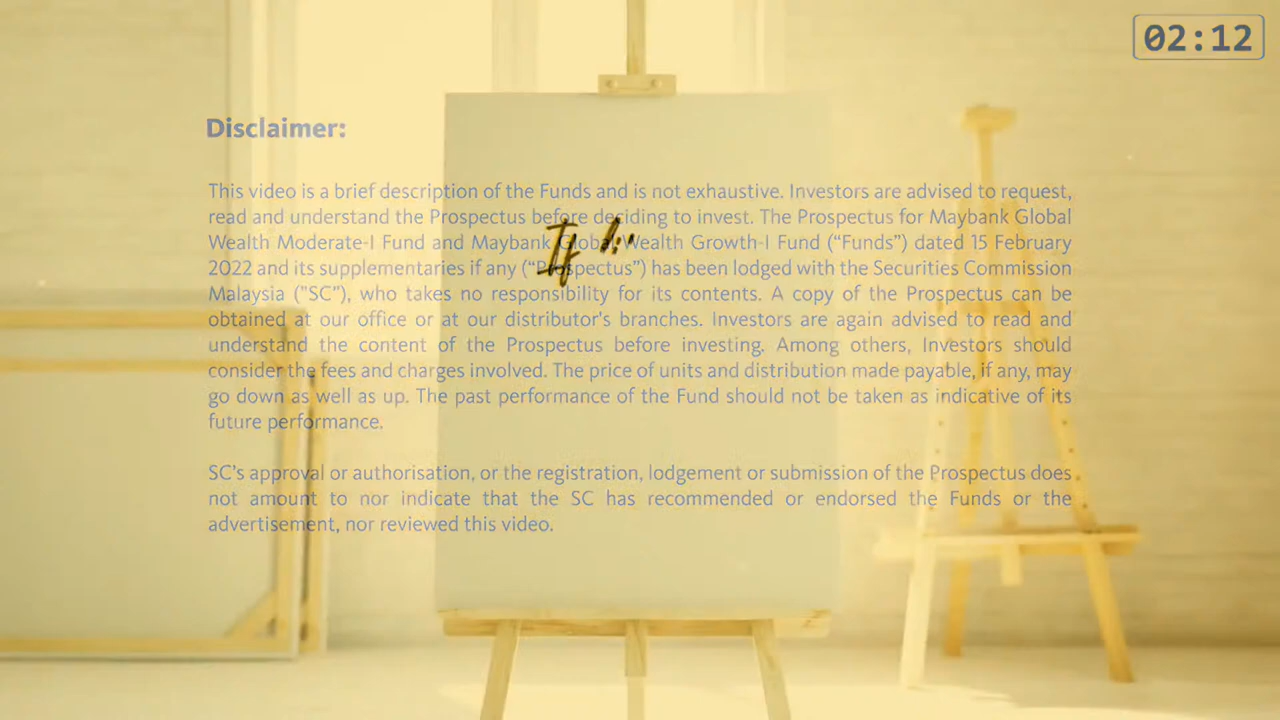 02:12
Disclaimer:
This video is a brief description of the Funds and is not exhaustive. Investors are advised to request,
read and understand the Prospectus before deciding to invest. The Prospectus for Maybank Global
Wealth Moderate-I Fund and Maybank Global Wealth Growth-I Fund (“Funds”) dated 15 February
2022 and its supplementaries if any (“Prospectus”) has been lodged with the Securities Commission
Malaysia ("SC"), who takes no responsibility for its contents. A copy of the Prospectus can be
obtained at our office or at our distributor's branches. Investors are again advised to read and
understand the content of the Prospectus before investing. Among others, Investors should
consider the fees and charges involved. The price of units and distribution made payable, if any, may
go down as well as up. The past performance of the Fund should not be taken as indicative of its
future performance.
SC's approval or authorisation, or the registration, lodgement or submission of the Prospectus does
not amount to nor indicate that the SC has recommended or endorsed the Funds or the
advertisement, nor reviewed this video.
If